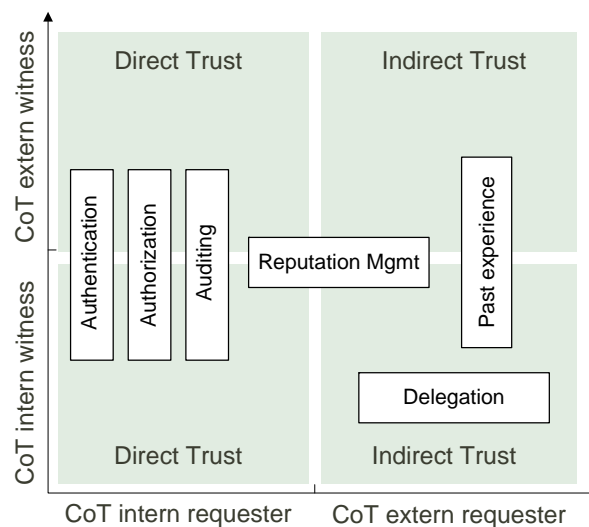 Direct Trust
Indirect Trust
CoT extern witness
Authentication
Authorization
Auditing
Reputation Mgmt
Past experience
CoT intern witness
Delegation
Direct Trust
Indirect Trust
CoT intern requester
CoT extern requester